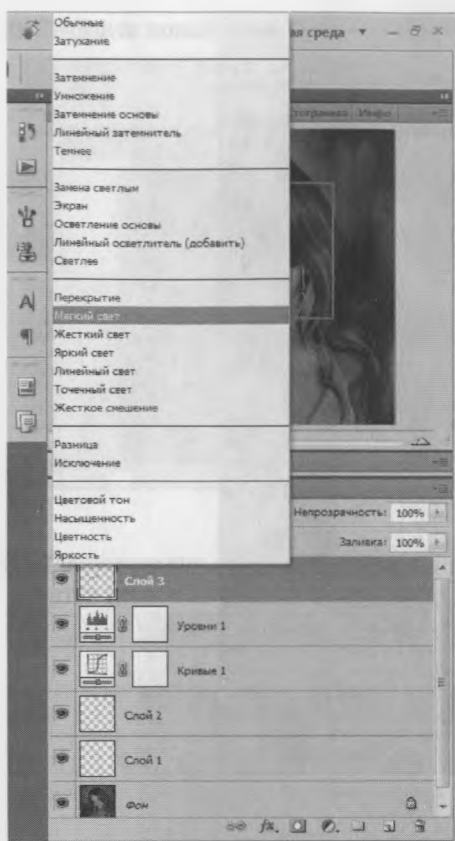 Обычные
Затухание
ая среда
Затемнение
Умножение
Затемнение основы
Линейный затемнитель
Темнее
Инфо
Замена светлым
Экран
Осветление основы
Линейный осветлитель (добавить)
Светлее
Перекрытие
Мягкий свет
Жесткий свет
Яркий свет
Линейный свет
Точечный свет
Жесткое смешение
Разница
Исключение
Цветовой тон
Насыщенность
Цветность
Яркость
Непрозрачность: 100%
Заливка: 100%
Слой 3
Уровни 1
Кривые 1
Слой 2
Слой 1
Фон
fx.